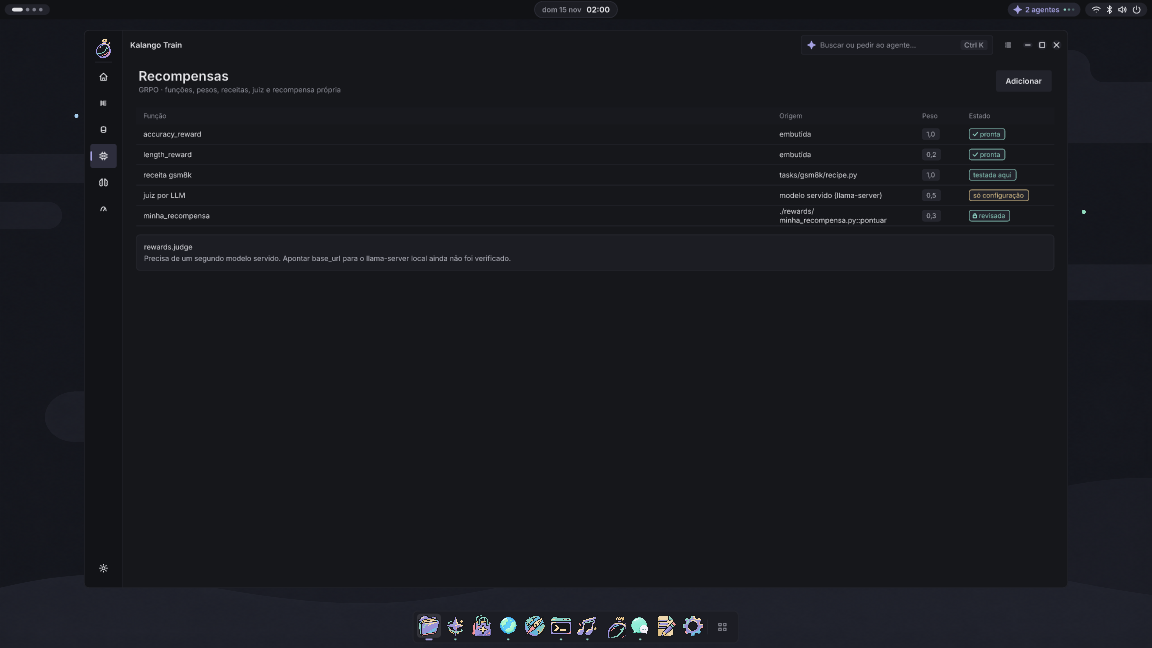 dom 15 nov 02:00
2 agentes
Kalango Train
Buscar ou pedir ao agente... Ctrl K
Recompensas
GRPO · funções, pesos, receitas, juiz e recompensa própria
Adicionar
Função Origem Peso Estado
accuracy_reward embutida 1,0 pronta
length_reward embutida 0,2 pronta
receita gsm8k tasks/gsm8k/recipe.py 1,0 testada aqui
juiz por LLM modelo servido (llama-server) 0,5 só configuração
minha_recompensa ./rewards/
minha_recompensa.py::pontuar 0,3 revisada
rewards.judge
Precisa de um segundo modelo servido. Apontar base_url para o llama-server local ainda não foi verificado.